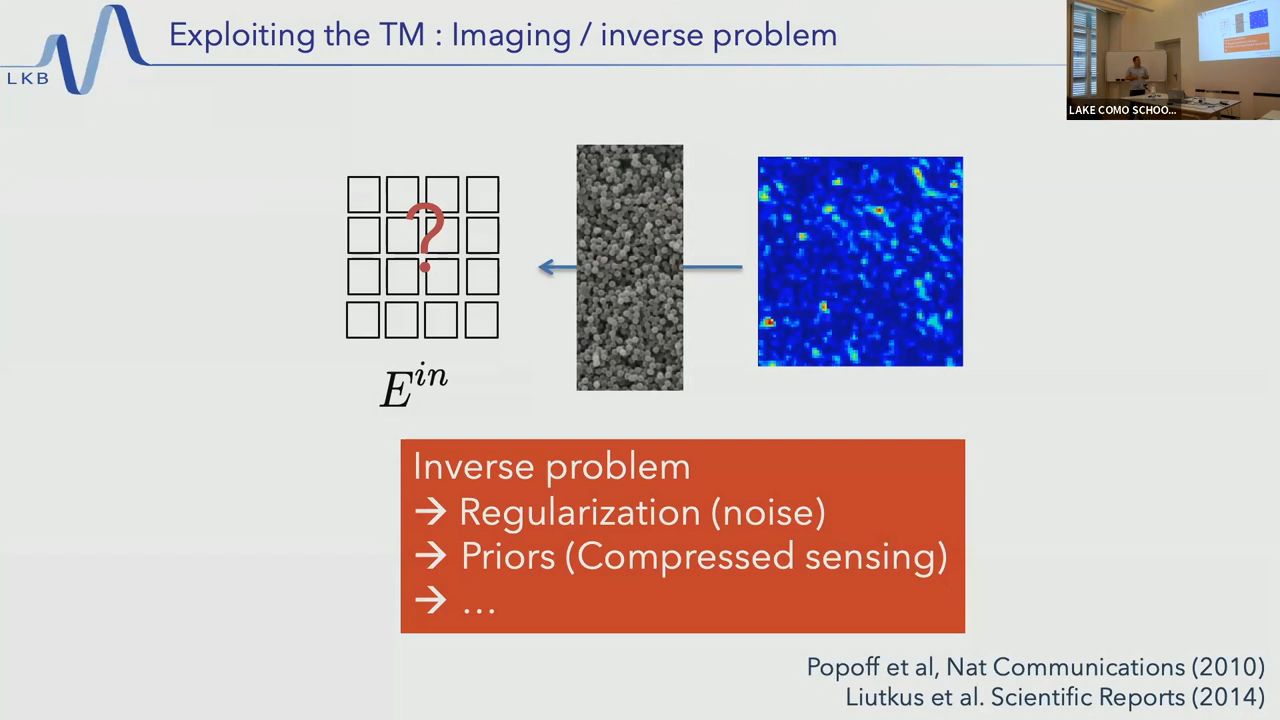 LKB
Exploiting the TM : Imaging / inverse problem
LAKE COMO SCHOO...
?
E^{in}
Inverse problem
→ Regularization (noise)
→ Priors (Compressed sensing)
→ …
Popoff et al, Nat Communications (2010)
Liutkus et al. Scientific Reports (2014)